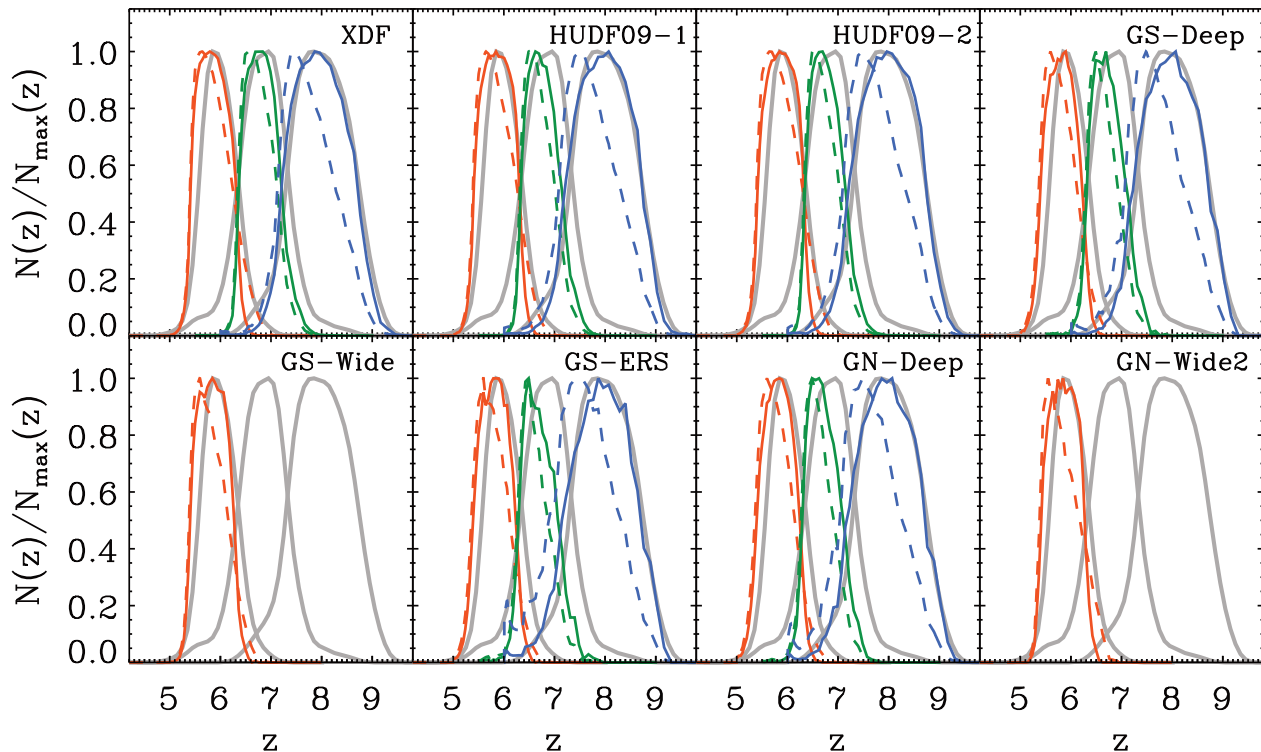 XDF
HUDF09-1
HUDF09-2
GS-Deep
N(z)/Nmax(z)
1.0
0.8
0.6
0.4
0.2
0.0
GS-Wide
GS-ERS
GN-Deep
GN-Wide2
N(z)/Nmax(z)
1.0
0.8
0.6
0.4
0.2
0.0
5 6 7 8 9 5 6 7 8 9 5 6 7 8 9 5 6 7 8 9
z z z z